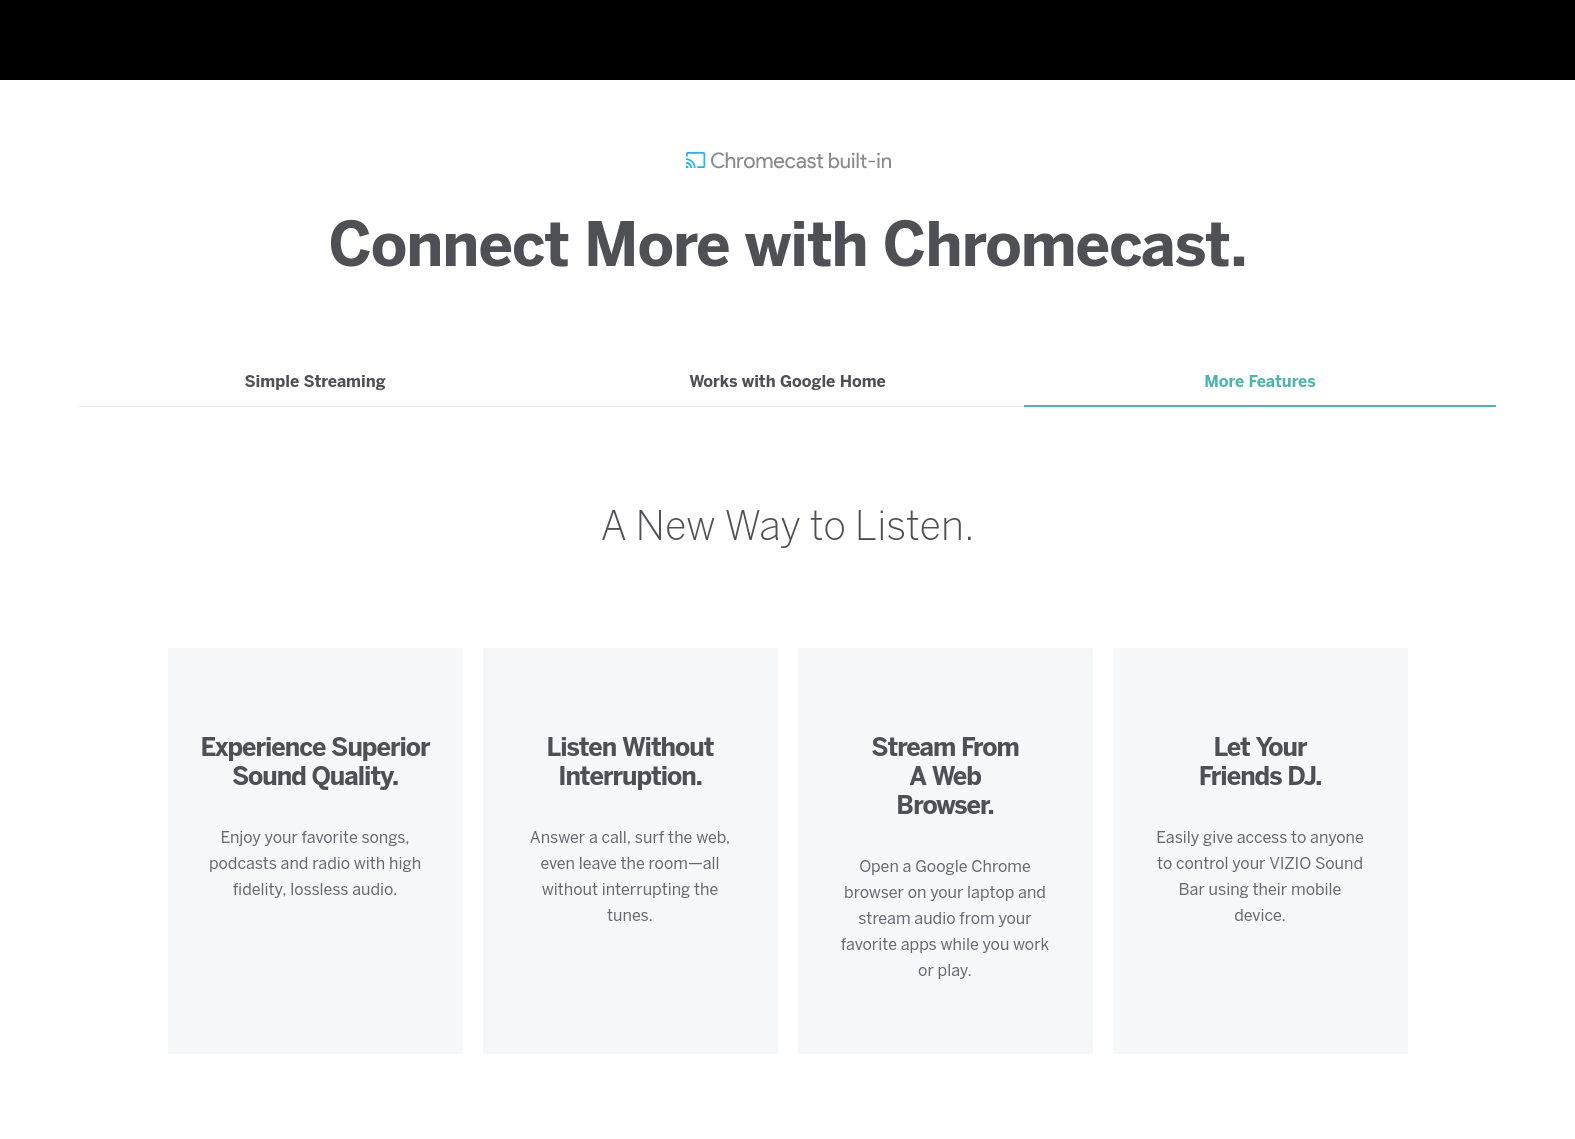 Chromecast built-in
Connect More with Chromecast.
Simple Streaming
Works with Google Home
More Features
A New Way to Listen.
Experience Superior
Sound Quality.
Enjoy your favorite songs,
podcasts and radio with high
fidelity, lossless audio.
Listen Without
Interruption.
Answer a call, surf the web,
even leave the room—all
without interrupting the
tunes.
Stream From
A Web
Browser.
Open a Google Chrome
browser on your laptop and
stream audio from your
favorite apps while you work
or play.
Let Your
Friends DJ.
Easily give access to anyone
to control your VIZIO Sound
Bar using their mobile
device.